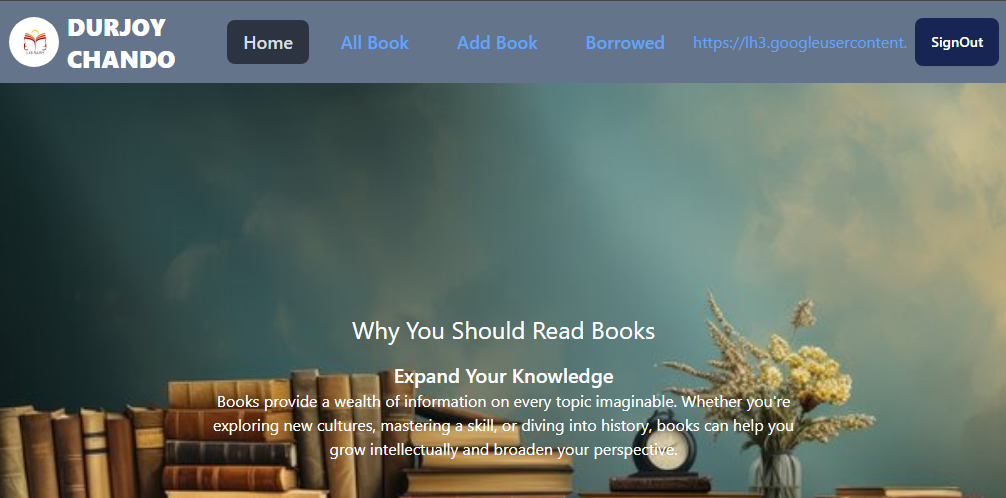 DURJOY
CHANDO
Home
All Book
Add Book
Borrowed
https://lh3.googleusercontent.
SignOut
Why You Should Read Books
Expand Your Knowledge
Books provide a wealth of information on every topic imaginable. Whether you're
exploring new cultures, mastering a skill, or diving into history, books can help you
grow intellectually and broaden your perspective.